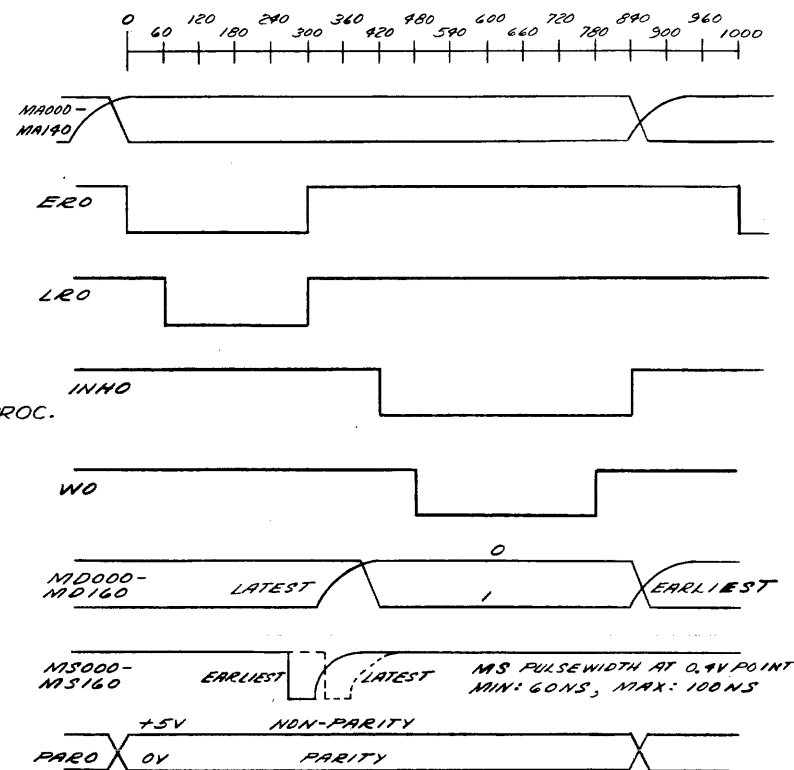 0 120 240 360 480 600 720 840 960
60 180 300 420 540 660 780 900 1000
MA000-
MA140
ERO
LRO
INHO
ROC.
WO
0
MD000-
MD160
LATEST
1
EARLIEST
MS000-
MS160
EARLIEST
LATEST
MS PULSEWIDTH AT 0.4V POINT
MIN: 60NS, MAX: 100NS
+5V NON-PARITY
PARO 0V PARITY